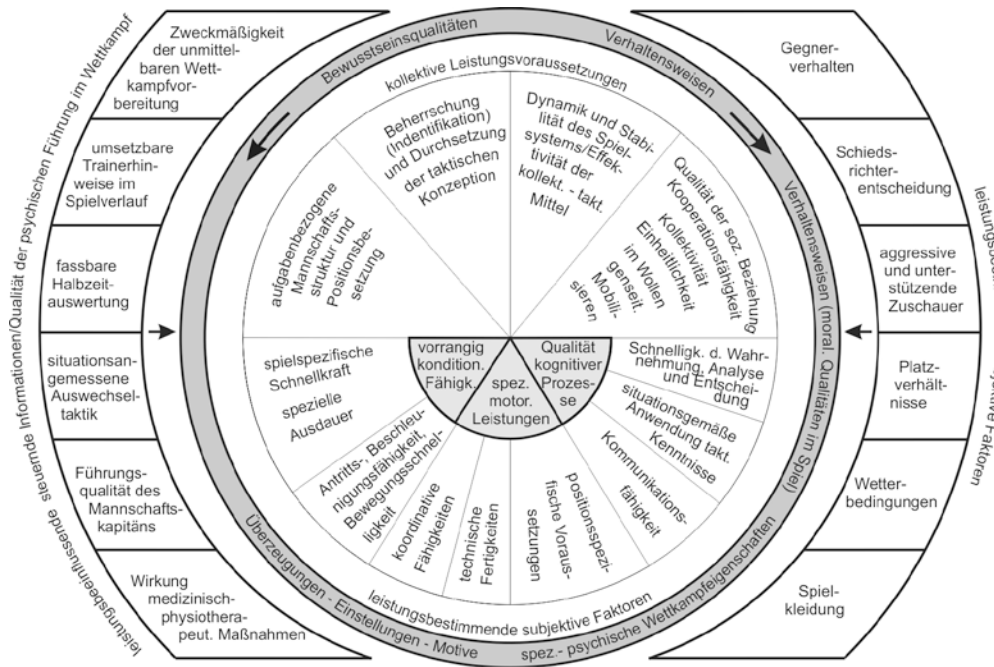 leistungsbeeinflussende steuernde Informationen/Qualität der psychischen Führung im Wettkampf
Zweckmäßigkeit
der unmittel-
baren Wett-
kampfvor-
bereitung
umsetzbare
Trainerhin-
weise im
Spielverlauf
fassbare
Halbzeit-
auswertung
situationsan-
gemessene
Auswechsel-
taktik
Führungs-
qualität des
Mannschafts-
kapitäns
Wirkung
medizinisch-
physiothera-
peut. Maßnahmen
Bewusstseinsqualitäten
Verhaltensweisen
Verhaltensweisen (moral. Qualitäten im Spiel)
Überzeugungen - Einstellungen - Motive
spez.- psychische Wettkampfeigenschaften
kollektive Leistungsvoraussetzungen
aufgabenbezogene
Mannschafts-
struktur und
Positionsbe-
setzung
Beherrschung
(Indentifikation)
und Durchsetzung
der taktischen
Konzeption
Dynamik und Stabi-
lität des Spiel-
systems/Effek-
tivität der
kollekt. - takt.
Mittel
Qualität der soz. Beziehung
Kooperationsfähigkeit
Kollektivität
Einheitlichkeit
im Wollen
genseit.
Mobili-
sieren
vorrangig
kondition.
Fähigk.
spez.
motor.
Leistungen
Qualität
kognitiver
Prozes-
se
spielspezifische
Schnellkraft
spezielle
Ausdauer
Antritts-, Beschleu-
nigungsfähigkeit,
Bewegungsschnel-
ligkeit
koordinative
Fähigkeiten
technische
Fertigkeiten
positionsspezi-
fische Voraus-
setzungen
Kommunikations-
fähigkeit
situationsgemäße
Anwendung takt.
Kenntnisse
Schnelligk. d. Wahr-
nehmung, Analyse
und Entschei-
dung
leistungsbestimmende subjektive Faktoren
Gegner-
verhalten
Schieds-
richter-
entscheidung
aggressive
und unter-
stützende
Zuschauer
Platz-
verhält-
nisse
Wetter-
bedingungen
Spiel-
kleidung
Faktoren